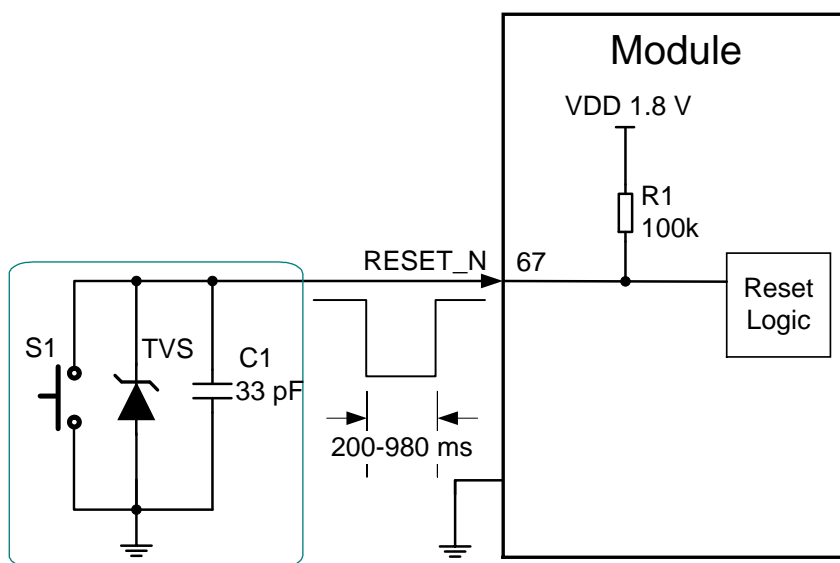 Module
VDD 1.8 V
R1
100k
RESET_N
67
Reset
Logic
S1
TVS
C1
33 pF
200-980 ms